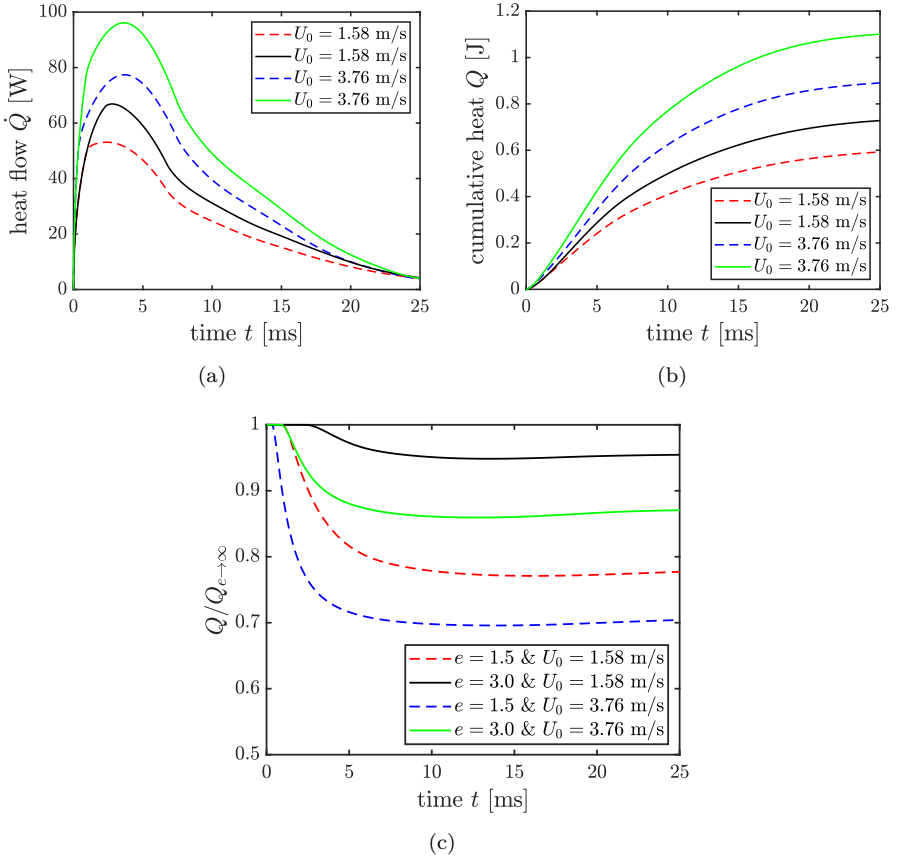 100
80
60
40
20
0
heat flow Q̇ [W]
U₀ = 1.58 m/s
U₀ = 1.58 m/s
U₀ = 3.76 m/s
U₀ = 3.76 m/s
0 5 10 15 20 25
time t [ms]
(a)
1.2
1
0.8
0.6
0.4
0.2
0
cumulative heat Q [J]
U₀ = 1.58 m/s
U₀ = 1.58 m/s
U₀ = 3.76 m/s
U₀ = 3.76 m/s
0 5 10 15 20 25
time t [ms]
(b)
1
0.9
0.8
0.7
0.6
0.5
Q/Qₑ→∞
e = 1.5 & U₀ = 1.58 m/s
e = 3.0 & U₀ = 1.58 m/s
e = 1.5 & U₀ = 3.76 m/s
e = 3.0 & U₀ = 3.76 m/s
0 5 10 15 20 25
time t [ms]
(c)